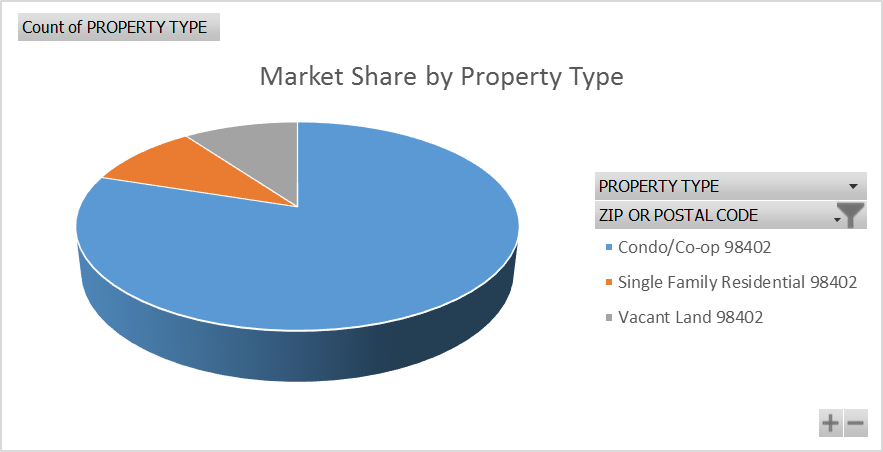 Count of PROPERTY TYPE
Market Share by Property Type
PROPERTY TYPE
ZIP OR POSTAL CODE
Condo/Co-op 98402
Single Family Residential 98402
Vacant Land 98402